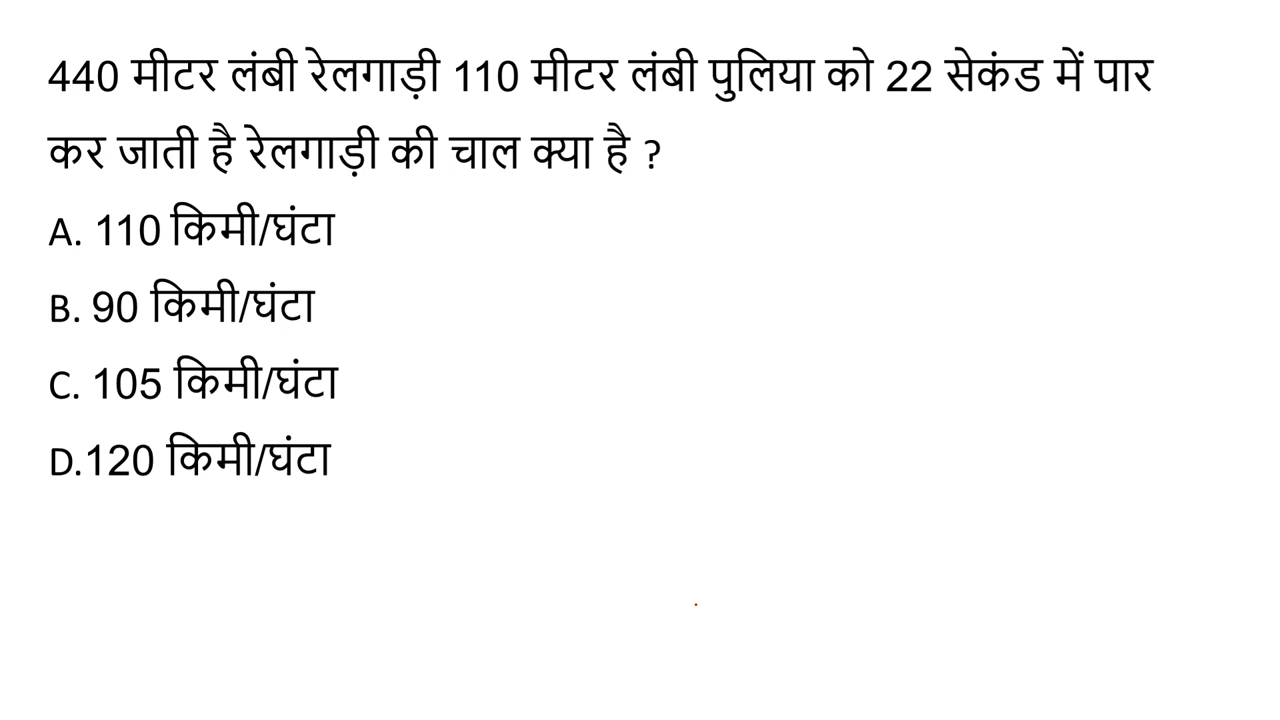 440 मीटर लंबी रेलगाड़ी 110 मीटर लंबी पुलिया को 22 सेकंड में पार
कर जाती है रेलगाड़ी की चाल क्या है ?
A. 110 किमी/घंटा
B. 90 किमी/घंटा
C. 105 किमी/घंटा
D.120 किमी/घंटा